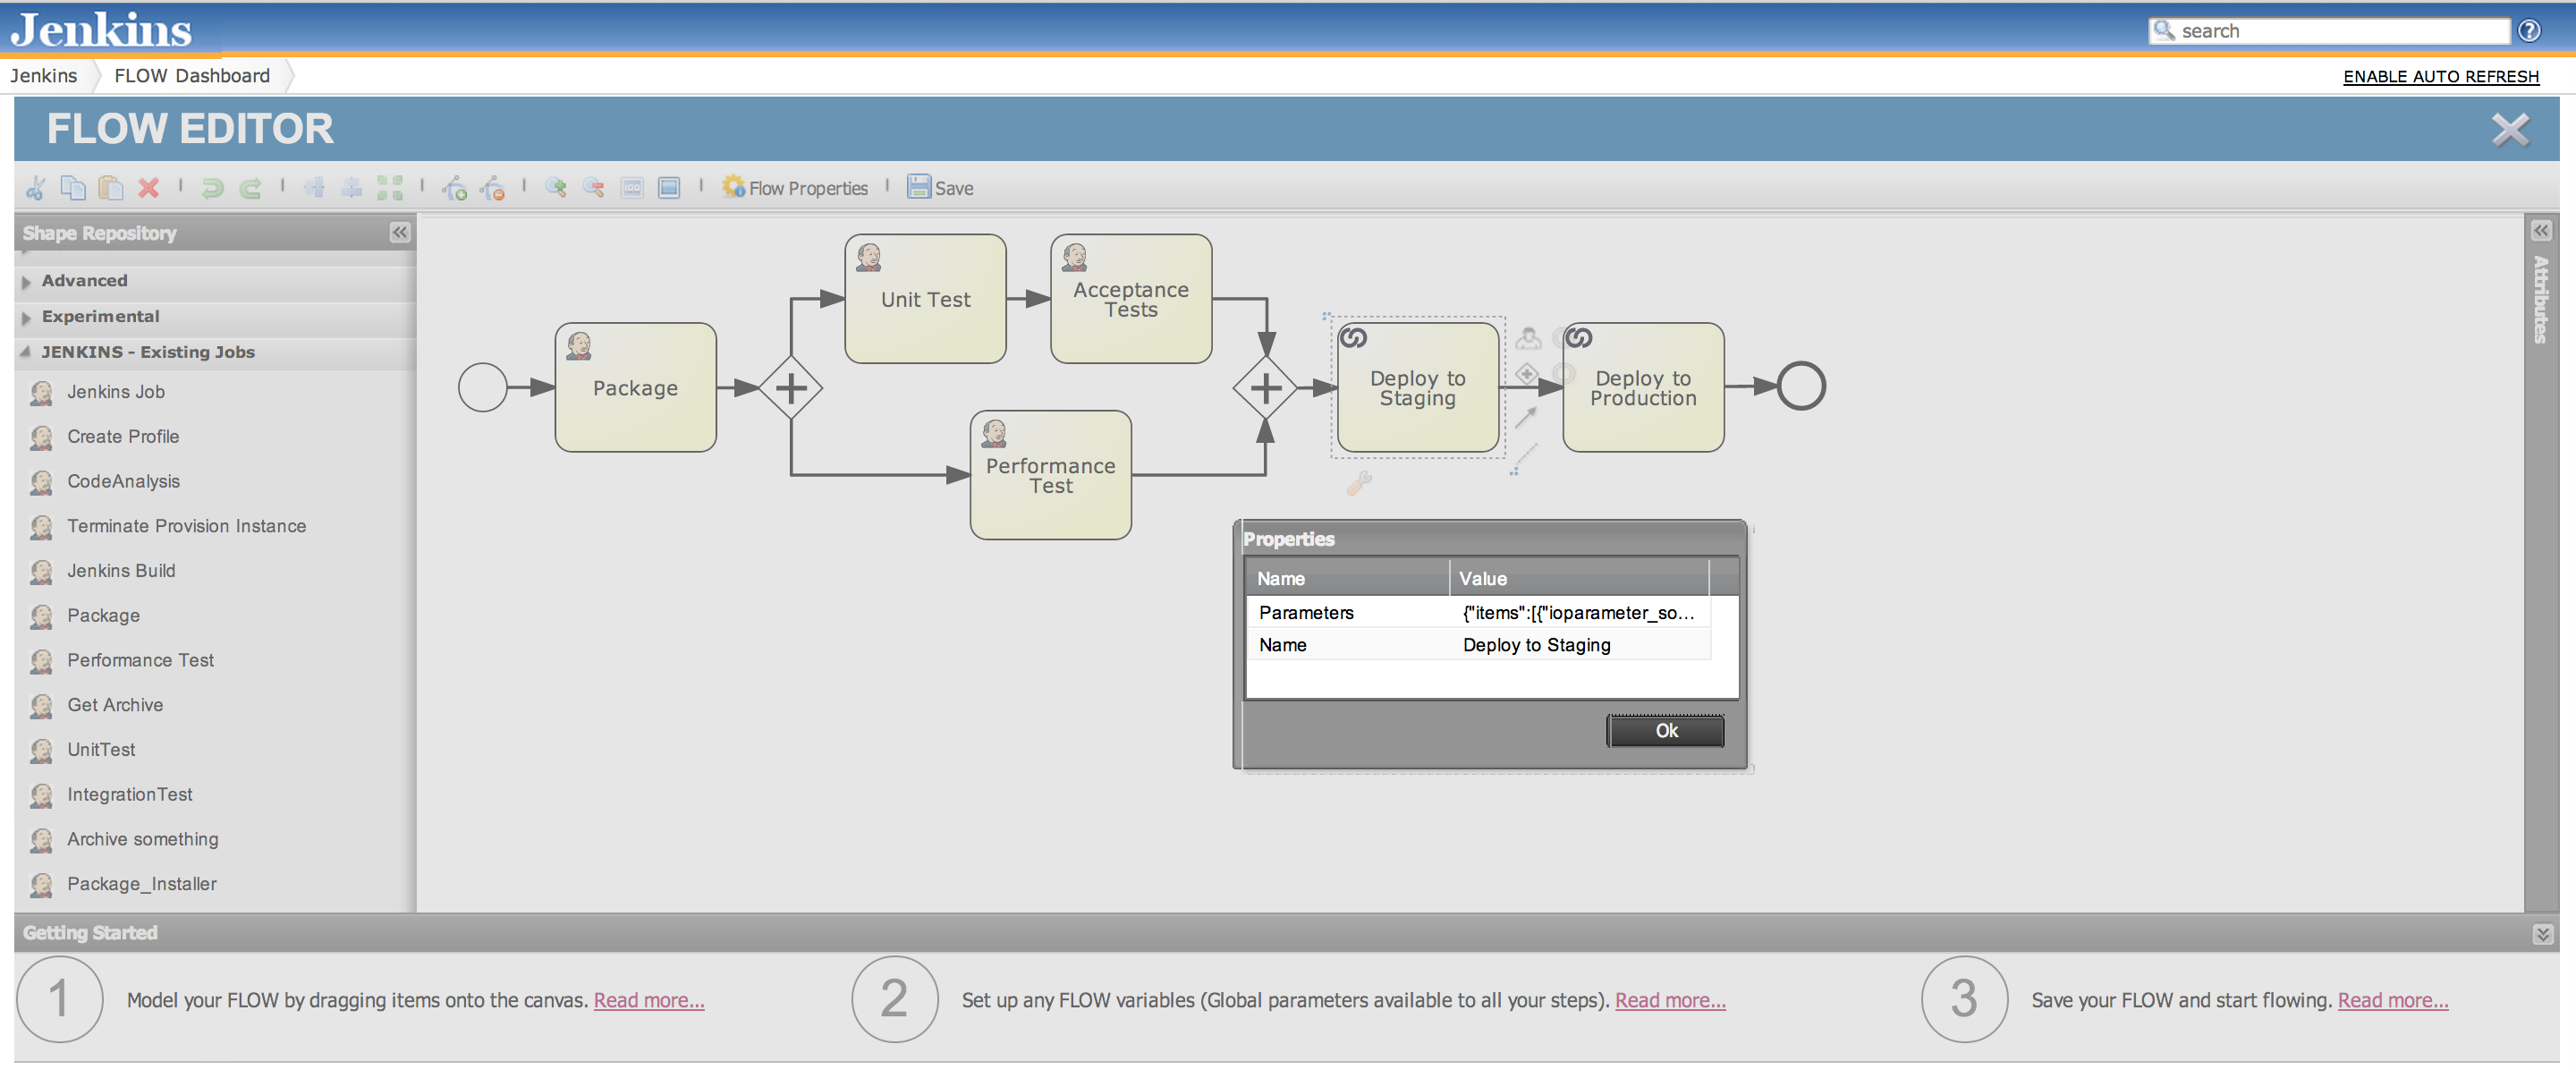 Jenkins
search
Jenkins
FLOW Dashboard
ENABLE AUTO REFRESH
FLOW EDITOR
Flow Properties
Save
Shape Repository
Advanced
Experimental
JENKINS - Existing Jobs
Jenkins Job
Create Profile
CodeAnalysis
Terminate Provision Instance
Jenkins Build
Package
Performance Test
Get Archive
UnitTest
IntegrationTest
Archive something
Package_Installer
Package
Unit Test
Acceptance
Tests
Performance
Test
Deploy to
Staging
Deploy to
Production
Attributes
Properties
Name Value
Parameters {"items":[{"ioparameter_so...
Name Deploy to Staging
Ok
Getting Started
1 Model your FLOW by dragging items onto the canvas. Read more...
2 Set up any FLOW variables (Global parameters available to all your steps). Read more...
3 Save your FLOW and start flowing. Read more...